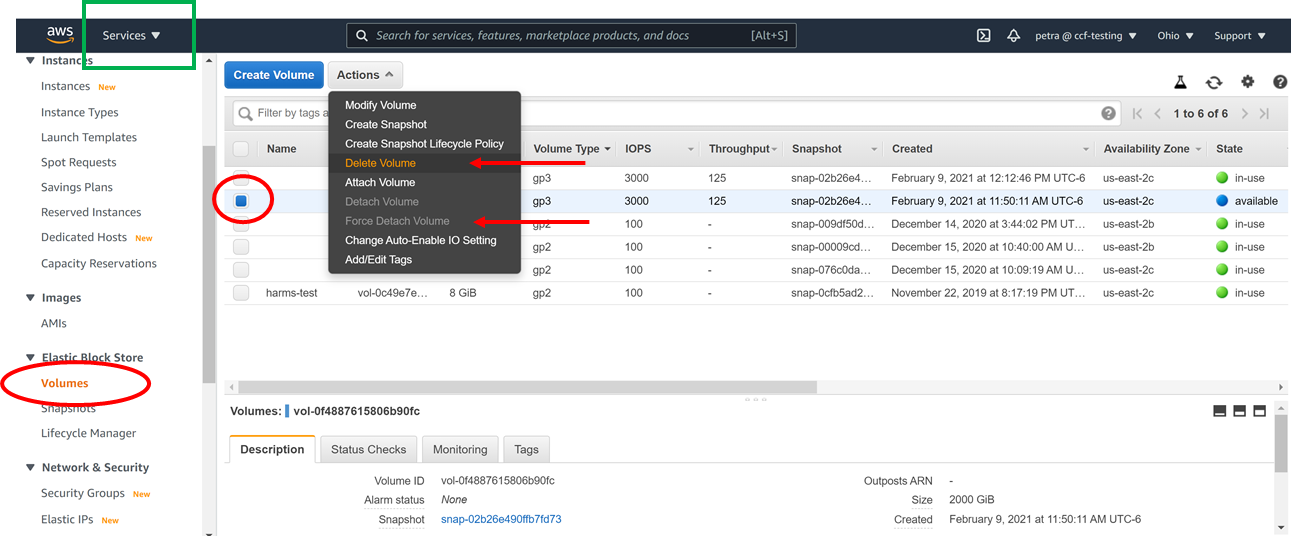 aws Services Search for services, features, marketplace products, and docs [Alt+S] petra @ ccf-testing Ohio Support
Instances
Instances New
Instance Types
Launch Templates
Spot Requests
Savings Plans
Reserved Instances
Dedicated Hosts New
Capacity Reservations
Images
AMIs
Elastic Block Store
Volumes
Snapshots
Lifecycle Manager
Network & Security
Security Groups New
Elastic IPs New
Create Volume Actions
Filter by tags a 1 to 6 of 6
Modify Volume
Create Snapshot
Create Snapshot Lifecycle Policy
Delete Volume
Attach Volume
Detach Volume
Force Detach Volume
Change Auto-Enable IO Setting
Add/Edit Tags
Name Volume Type IOPS Throughput Snapshot Created Availability Zone State
gp3 3000 125 snap-02b26e4... February 9, 2021 at 12:12:46 PM UTC-6 us-east-2c in-use
gp3 3000 125 snap-02b26e4... February 9, 2021 at 11:50:11 AM UTC-6 us-east-2c available
gp2 100 - snap-009df50d... December 14, 2020 at 3:44:02 PM UT... us-east-2b in-use
gp2 100 - snap-00009cd... December 15, 2020 at 10:40:00 AM U... us-east-2b in-use
gp2 100 - snap-076c0da... December 15, 2020 at 10:09:19 AM U... us-east-2c in-use
harms-test vol-0c49e7e... 8 GiB gp2 100 - snap-0cfb5ad2... November 22, 2019 at 8:17:19 PM UT... us-east-2c in-use
Volumes: vol-0f4887615806b90fc
Description Status Checks Monitoring Tags
Volume ID vol-0f4887615806b90fc Outposts ARN -
Alarm status None Size 2000 GiB
Snapshot snap-02b26e490ffb7fd73 Created February 9, 2021 at 11:50:11 AM UTC-6